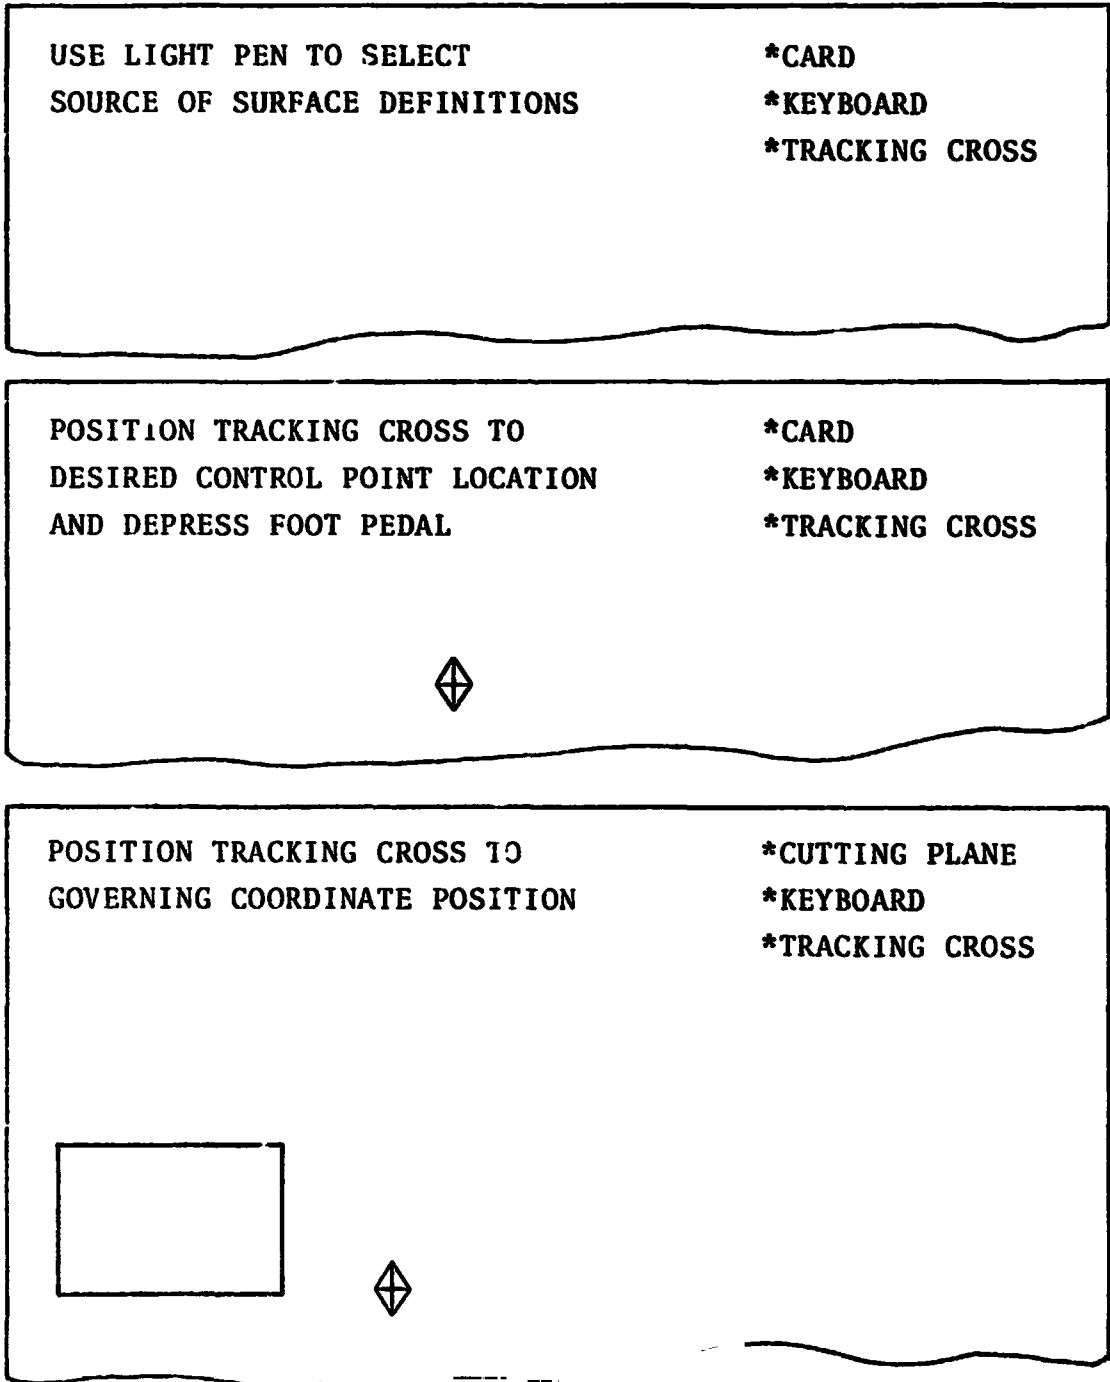 USE LIGHT PEN TO SELECT
SOURCE OF SURFACE DEFINITIONS
*CARD
*KEYBOARD
*TRACKING CROSS
POSITION TRACKING CROSS TO
DESIRED CONTROL POINT LOCATION
AND DEPRESS FOOT PEDAL
*CARD
*KEYBOARD
*TRACKING CROSS
POSITION TRACKING CROSS TO
GOVERNING COORDINATE POSITION
*CUTTING PLANE
*KEYBOARD
*TRACKING CROSS